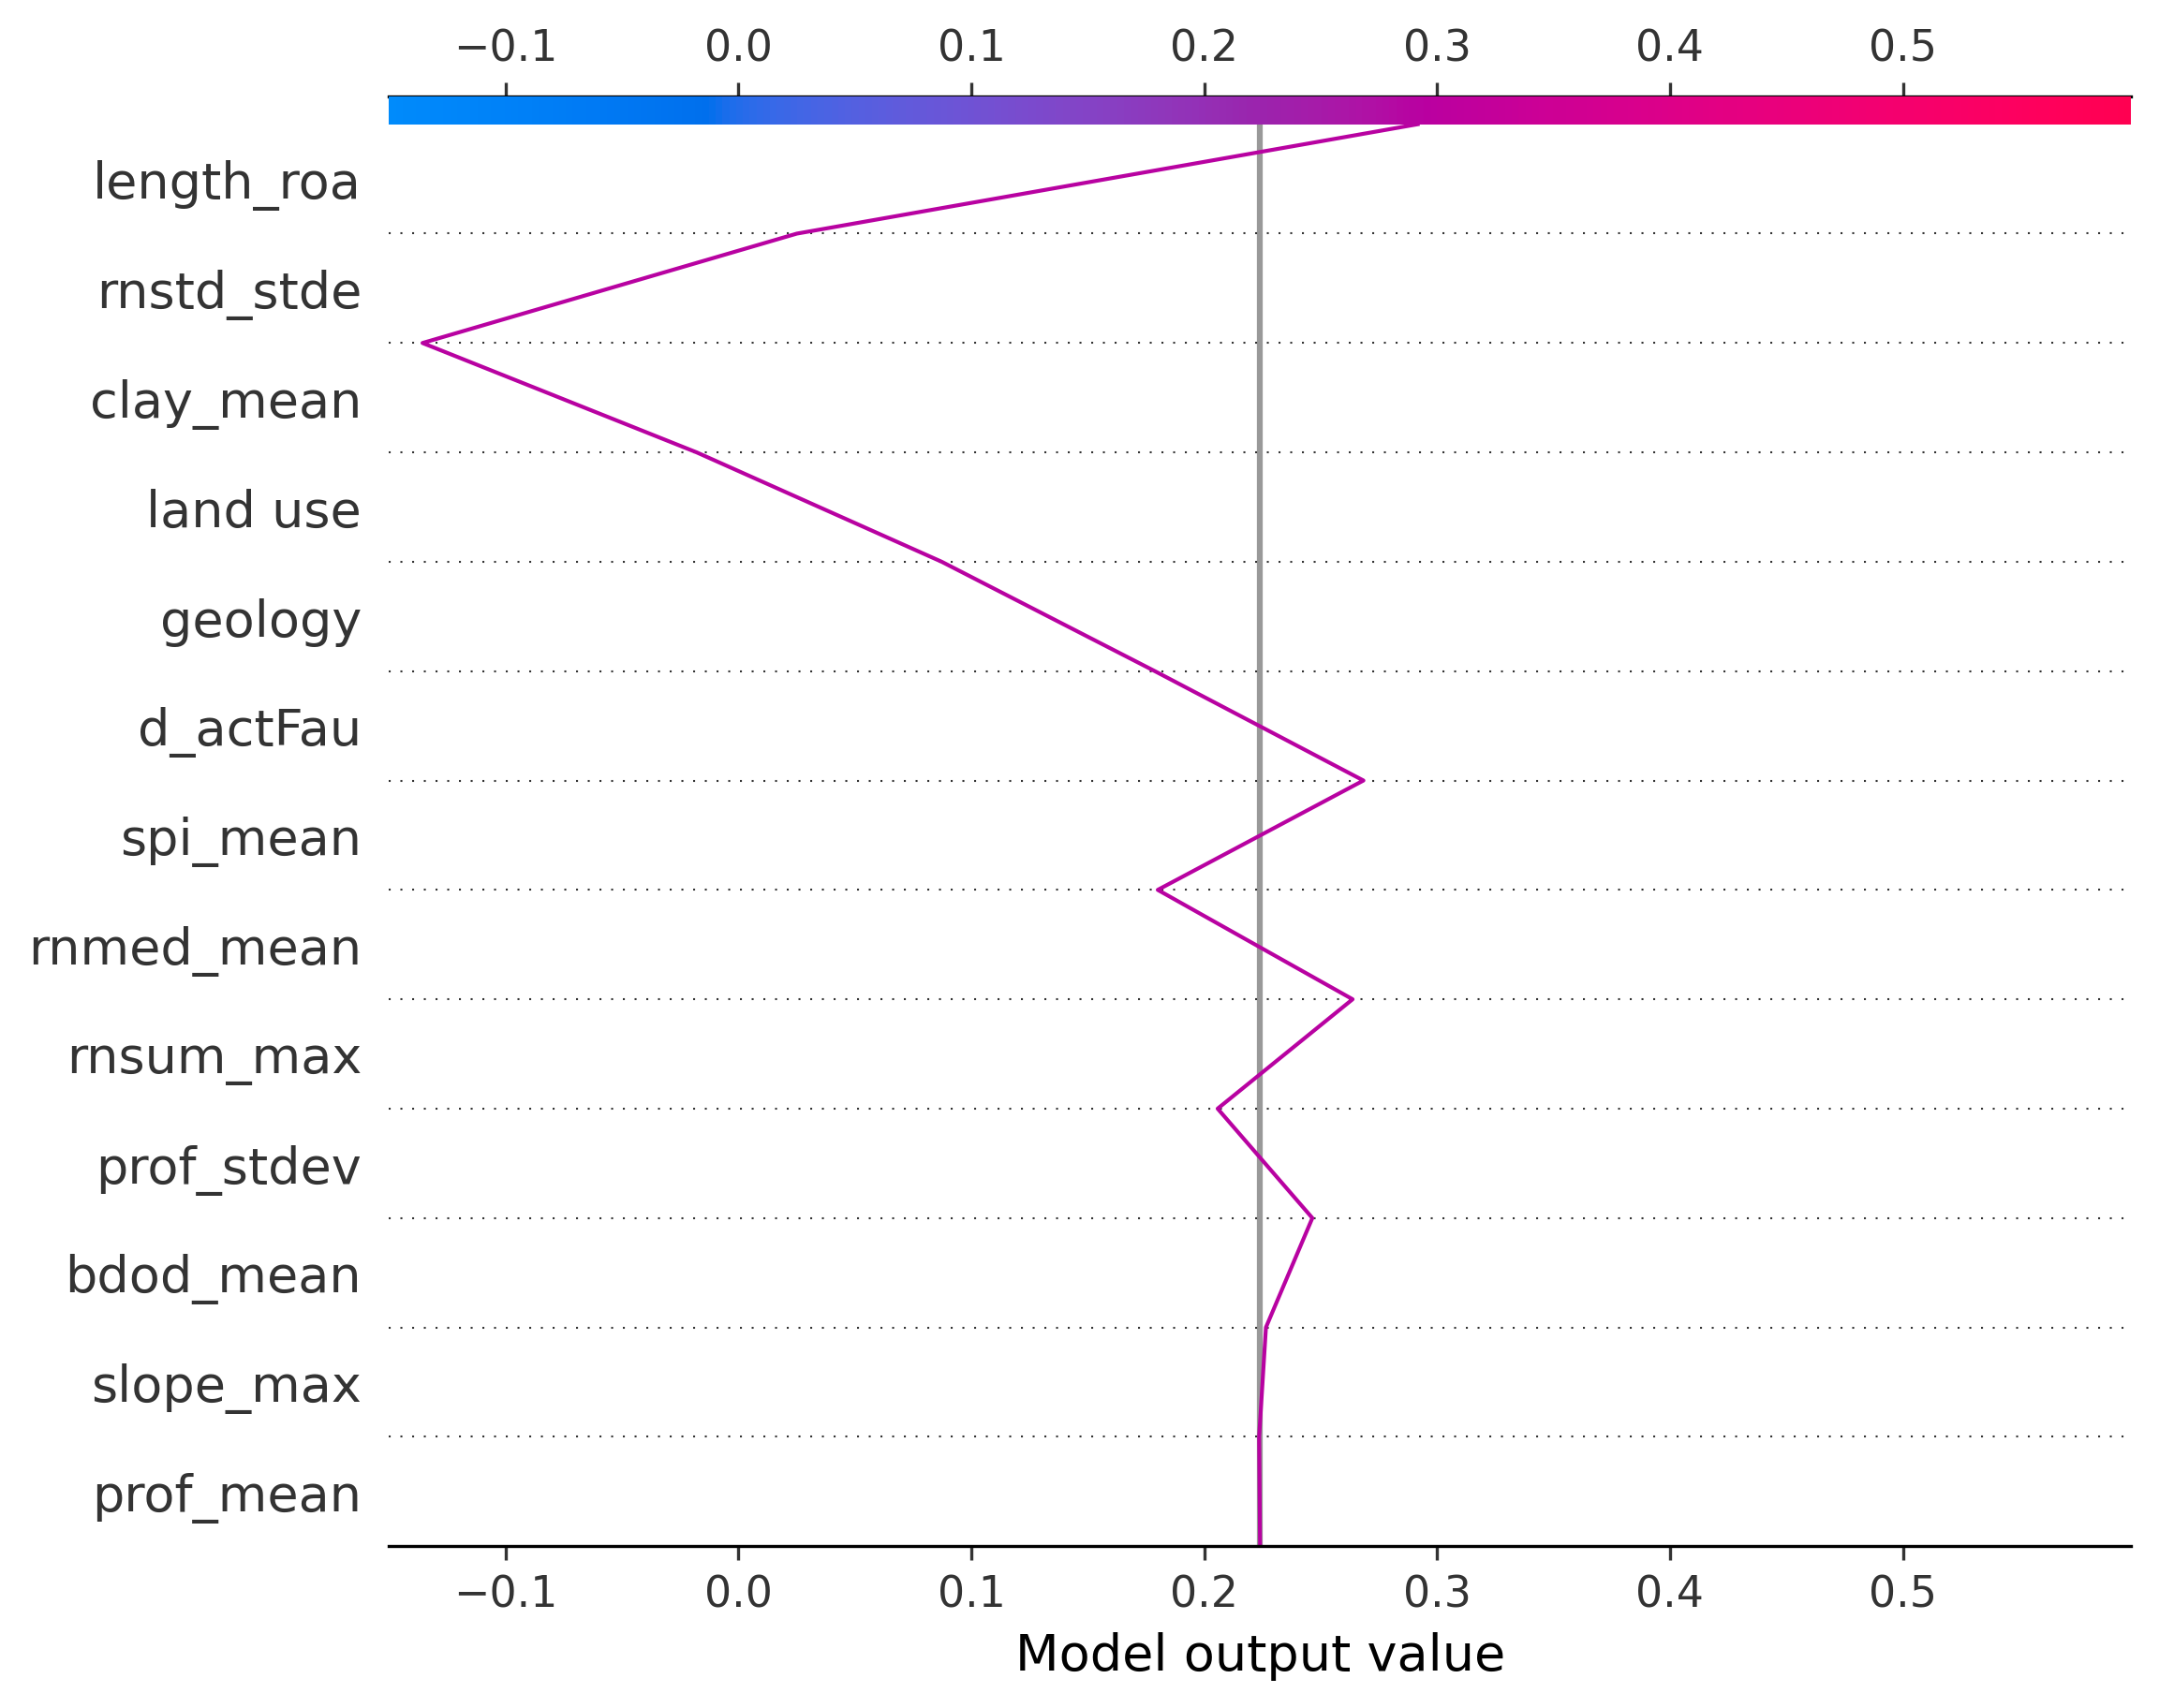 −0.1 0.0 0.1 0.2 0.3 0.4 0.5
length_roa
rnstd_stde
clay_mean
land use
geology
d_actFau
spi_mean
rnmed_mean
rnsum_max
prof_stdev
bdod_mean
slope_max
prof_mean
−0.1 0.0 0.1 0.2 0.3 0.4 0.5
Model output value